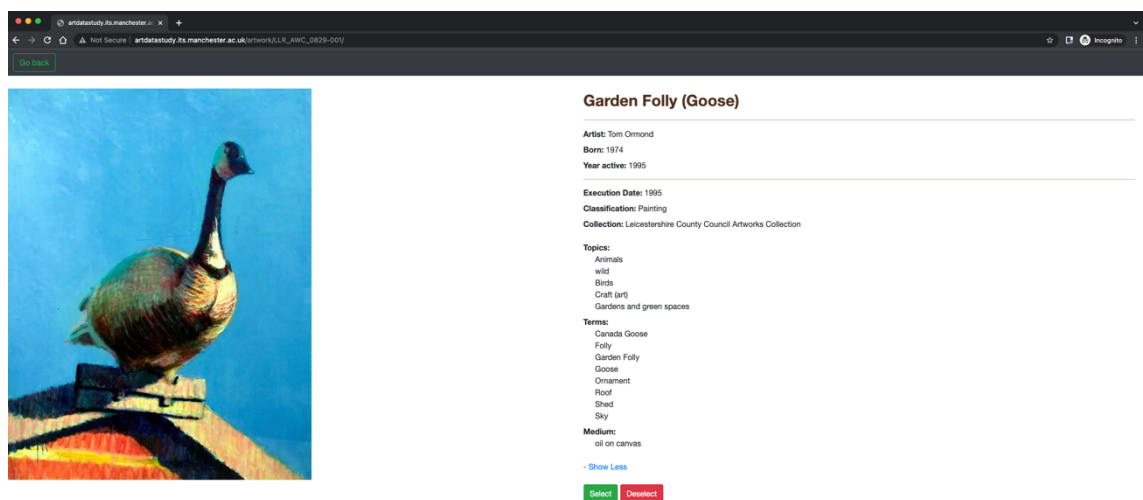 artdatastudy.its.manchester.ac
Not Secure | artdatastudy.its.manchester.ac.uk/artwork/LLR_AWC_0829-001/
Incognito
Go back
Garden Folly (Goose)
Artist: Tom Ormond
Born: 1974
Year active: 1995
Execution Date: 1995
Classification: Painting
Collection: Leicestershire County Council Artworks Collection
Topics:
Animals
wild
Birds
Craft (art)
Gardens and green spaces
Terms:
Canada Goose
Folly
Garden Folly
Goose
Ornament
Roof
Shed
Sky
Medium:
oil on canvas
- Show Less
Select Deselect